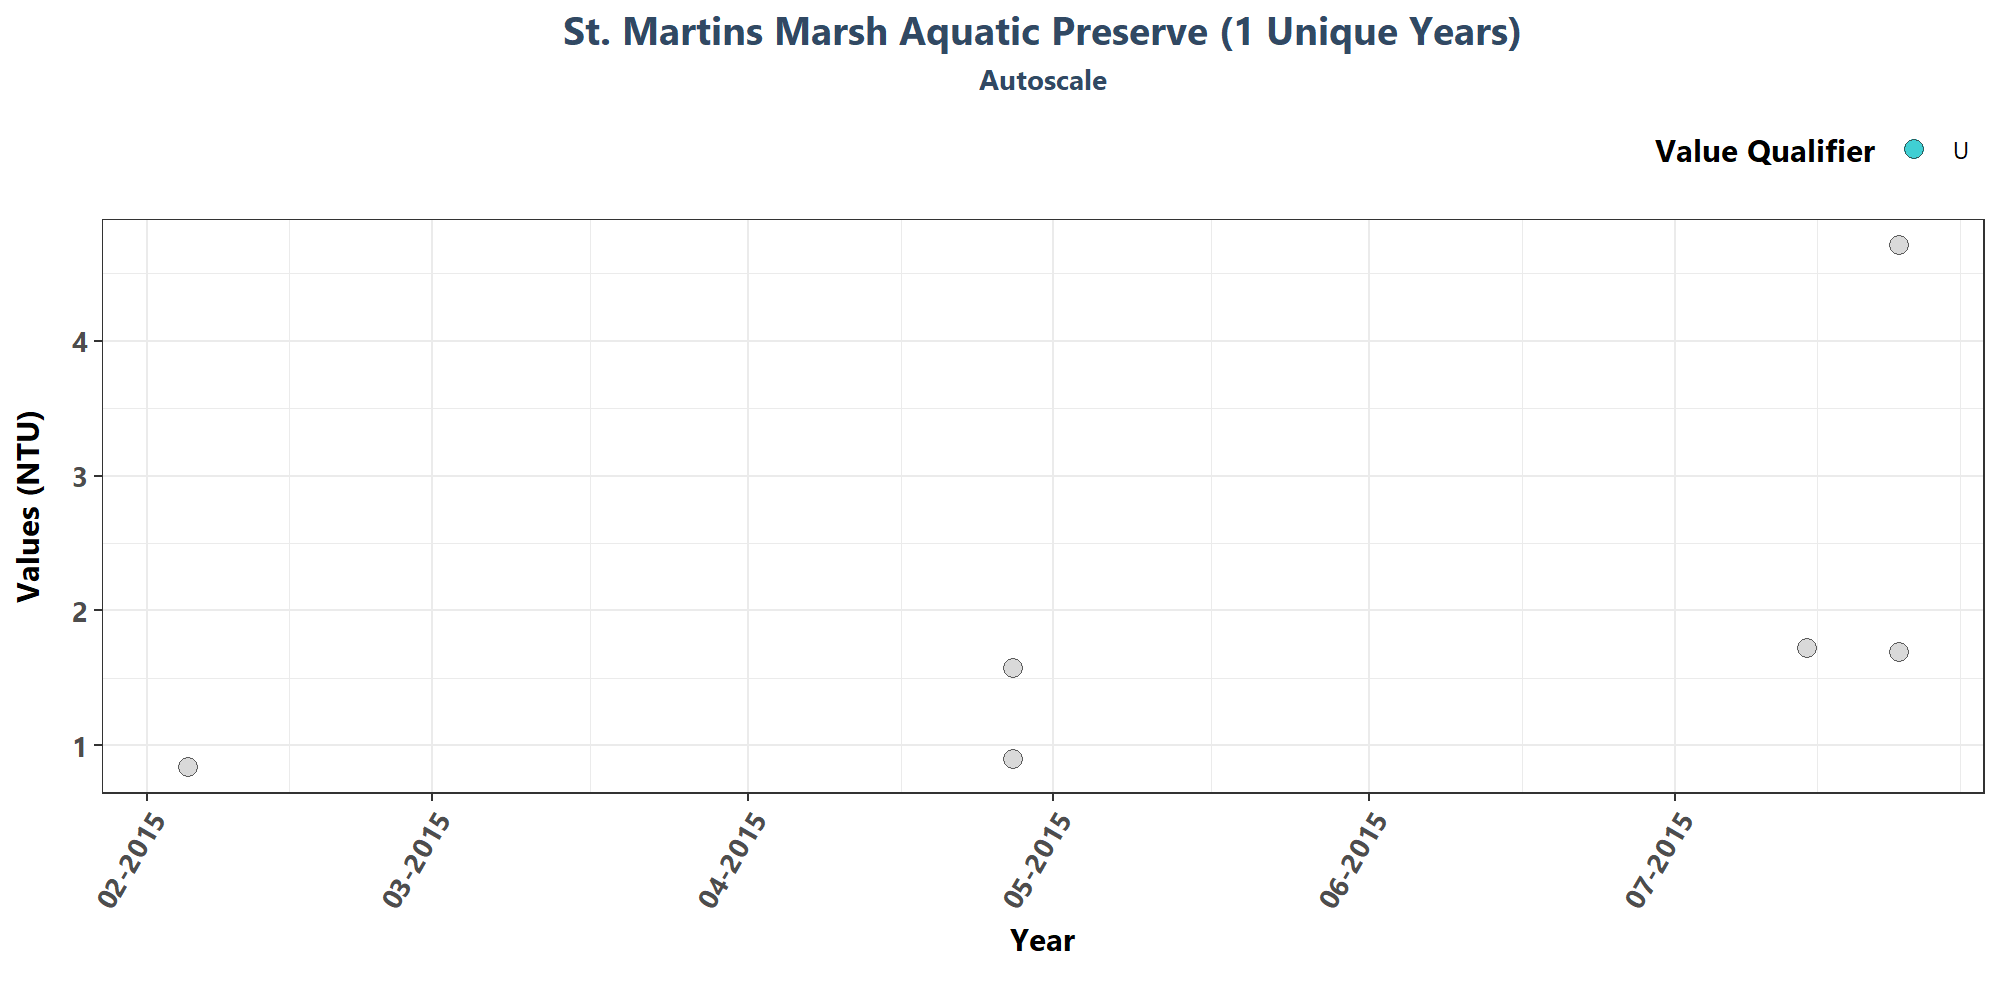 St. Martins Marsh Aquatic Preserve (1 Unique Years)
Autoscale
Value Qualifier U
Values (NTU)
4
3
2
1
02-2015 03-2015 04-2015 05-2015 06-2015 07-2015
Year